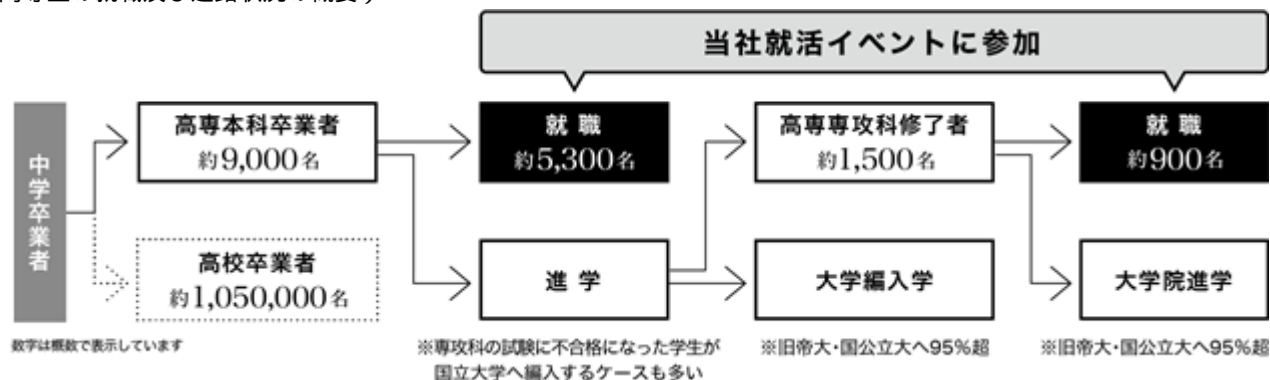 当社就活イベントに参加
中学卒業者
高専本科卒業者
約9,000名
就職
約5,300名
高専専攻科修了者
約1,500名
就職
約900名
高校卒業者
約1,050,000名
進学
大学編入学
大学院進学
数字は概数で表示しています
※専攻科の試験に不合格になった学生が
国立大学へ編入するケースも多い
※旧帝大・国公立大へ95%超
※旧帝大・国公立大へ95%超